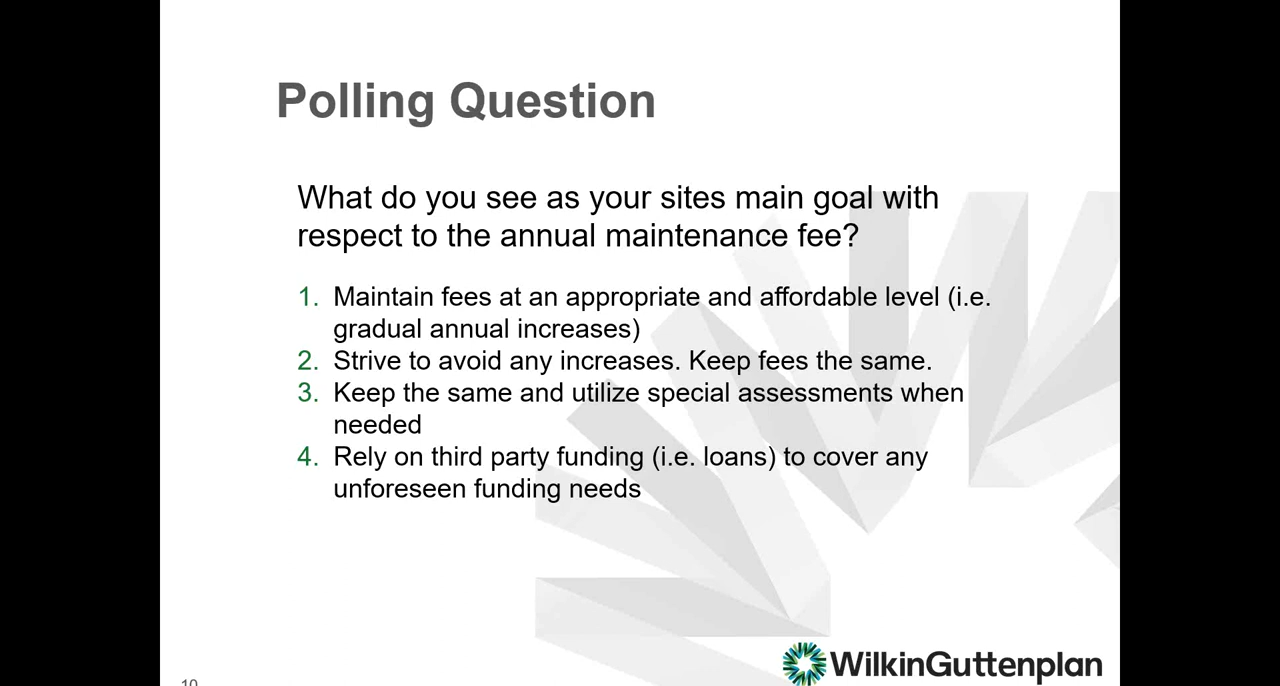 Polling Question
What do you see as your sites main goal with
respect to the annual maintenance fee?
1. Maintain fees at an appropriate and affordable level (i.e.
gradual annual increases)
2. Strive to avoid any increases. Keep fees the same.
3. Keep the same and utilize special assessments when
needed
4. Rely on third party funding (i.e. loans) to cover any
unforeseen funding needs
WilkinGuttenplan
10